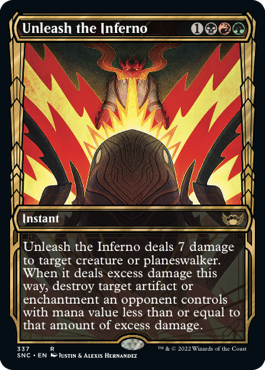 Unleash the Inferno 1
Instant
Unleash the Inferno deals 7 damage
to target creature or planeswalker.
When it deals excess damage this
way, destroy target artifact or
enchantment an opponent controls
with mana value less than or equal to
that amount of excess damage.
337 R
SNC • EN Justin & Alexis Hernandez
™ & © 2022 Wizards of the Coast